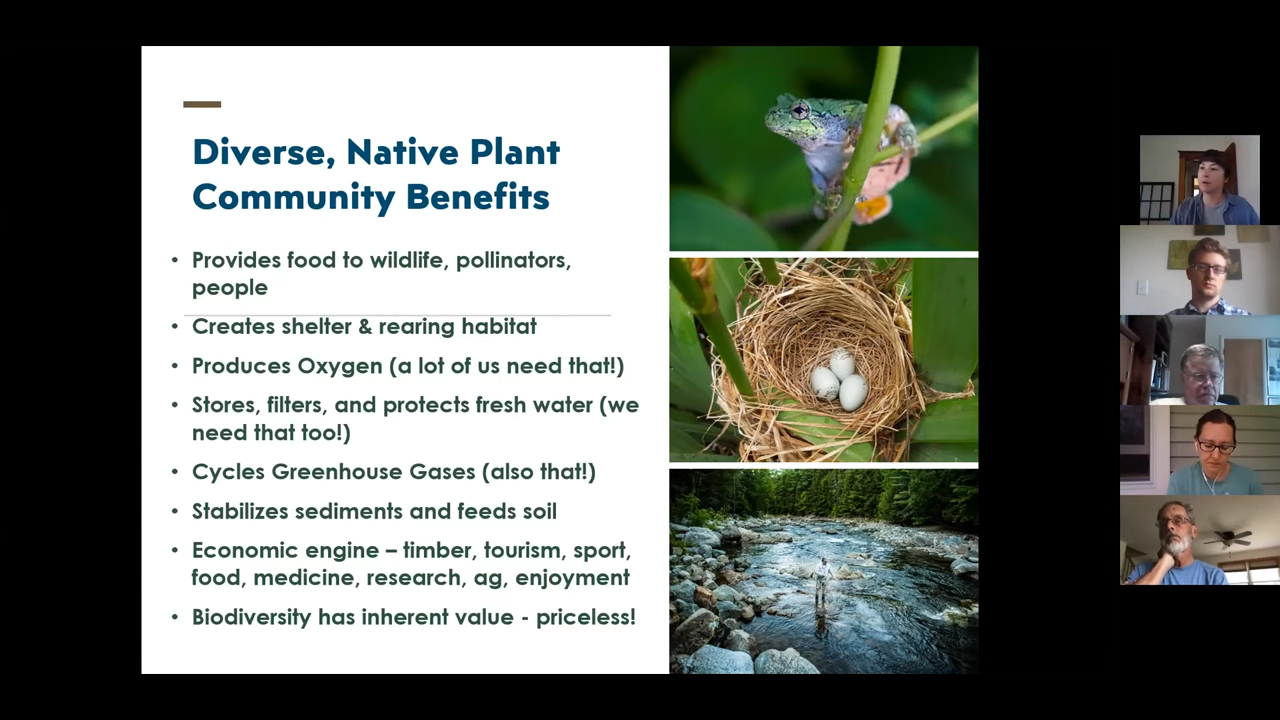 Diverse, Native Plant
Community Benefits
• Provides food to wildlife, pollinators,
people
• Creates shelter & rearing habitat
• Produces Oxygen (a lot of us need that!)
• Stores, filters, and protects fresh water (we
need that too!)
• Cycles Greenhouse Gases (also that!)
• Stabilizes sediments and feeds soil
• Economic engine – timber, tourism, sport,
food, medicine, research, ag, enjoyment
• Biodiversity has inherent value - priceless!